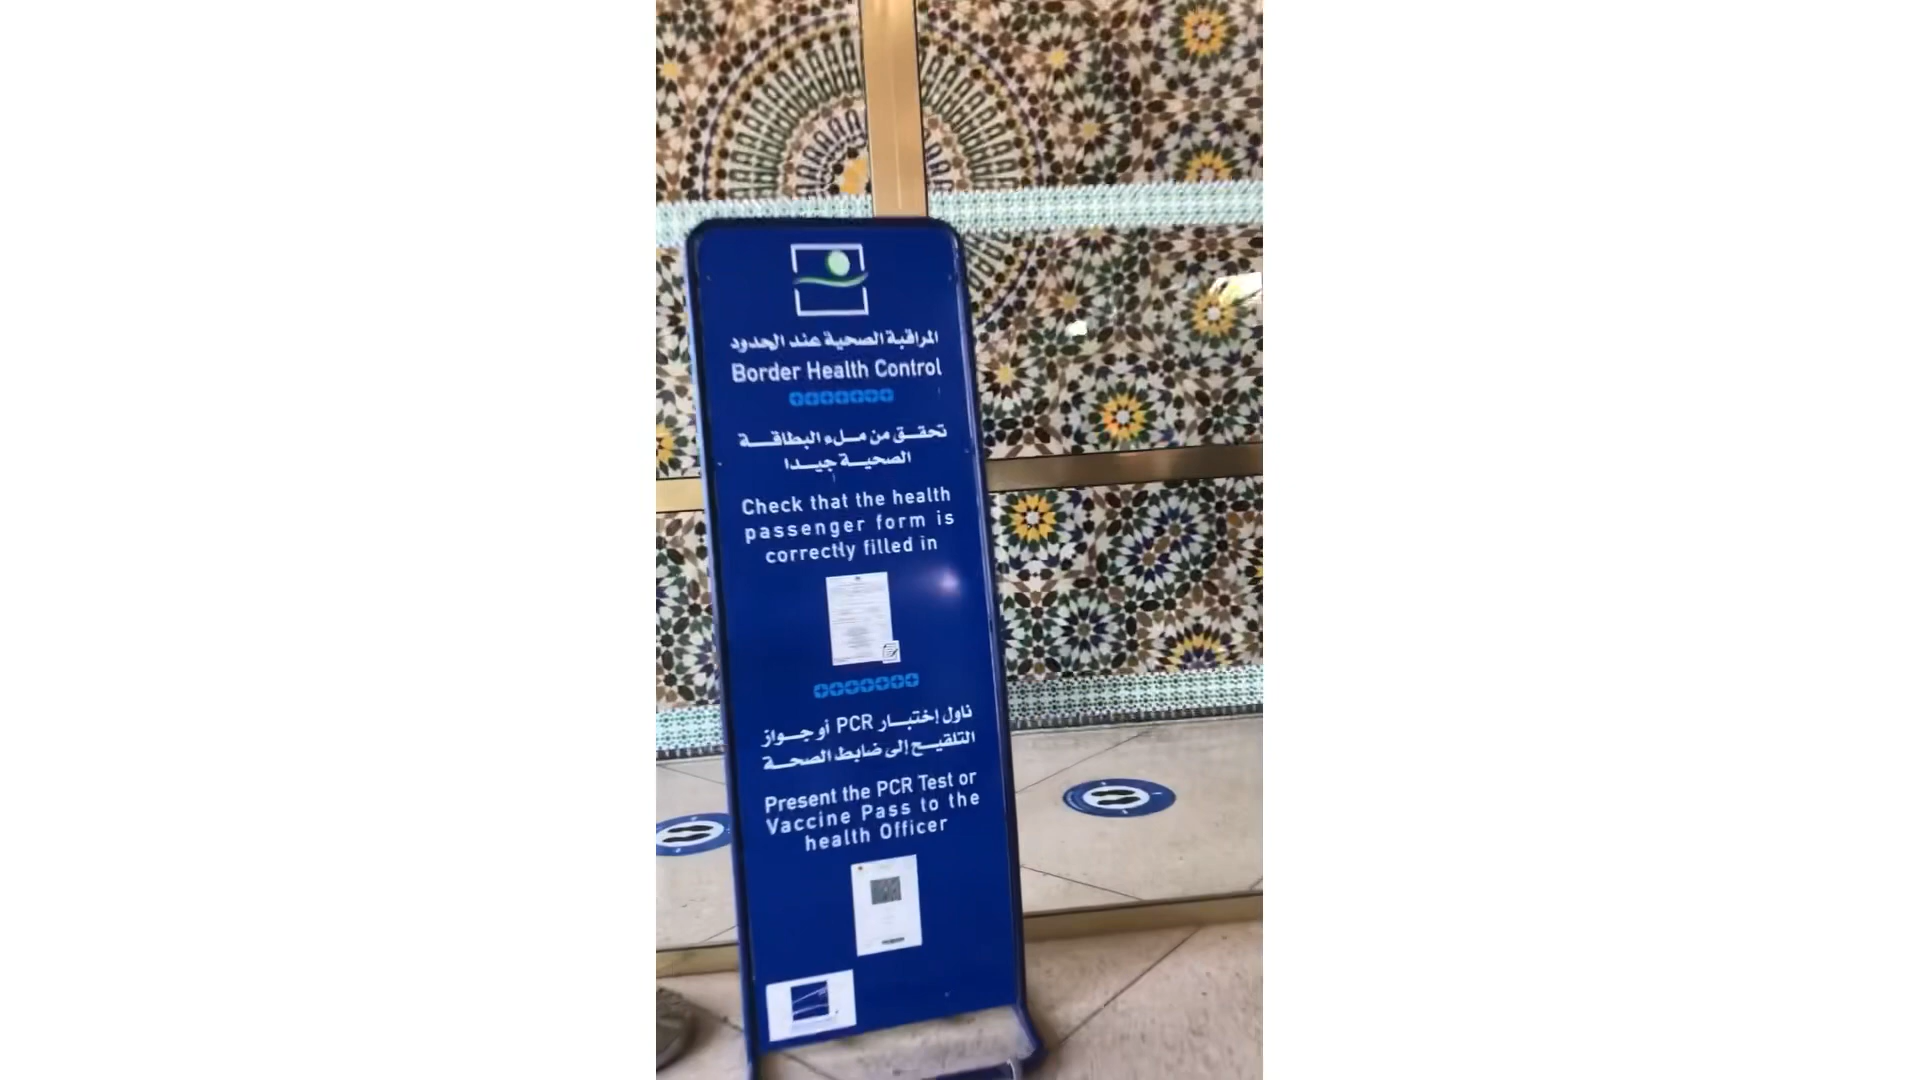 المراقبة الصحية عند الحدود
Border Health Control
تحقق من ملء البطاقة
الصحية جيدا
Check that the health
passenger form is
correctly filled in
ناول إختبار PCR أو جواز
التلقيح إلى ضابط الصحة
Present the PCR Test or
Vaccine Pass to the
health Officer